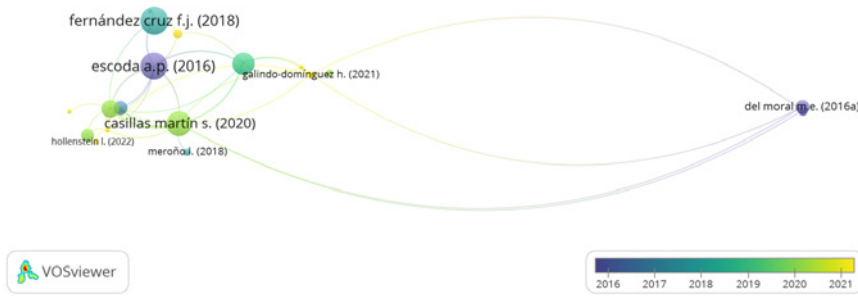 fernández cruz f.j. (2018)
escoda a.p. (2016)
galindo-domínguez h. (2021)
del moral m.e. (2016a)
casillas martín s. (2020)
hollenstein l. (2022)
meroño l. (2018)
VOSviewer
2016 2017 2018 2019 2020 2021